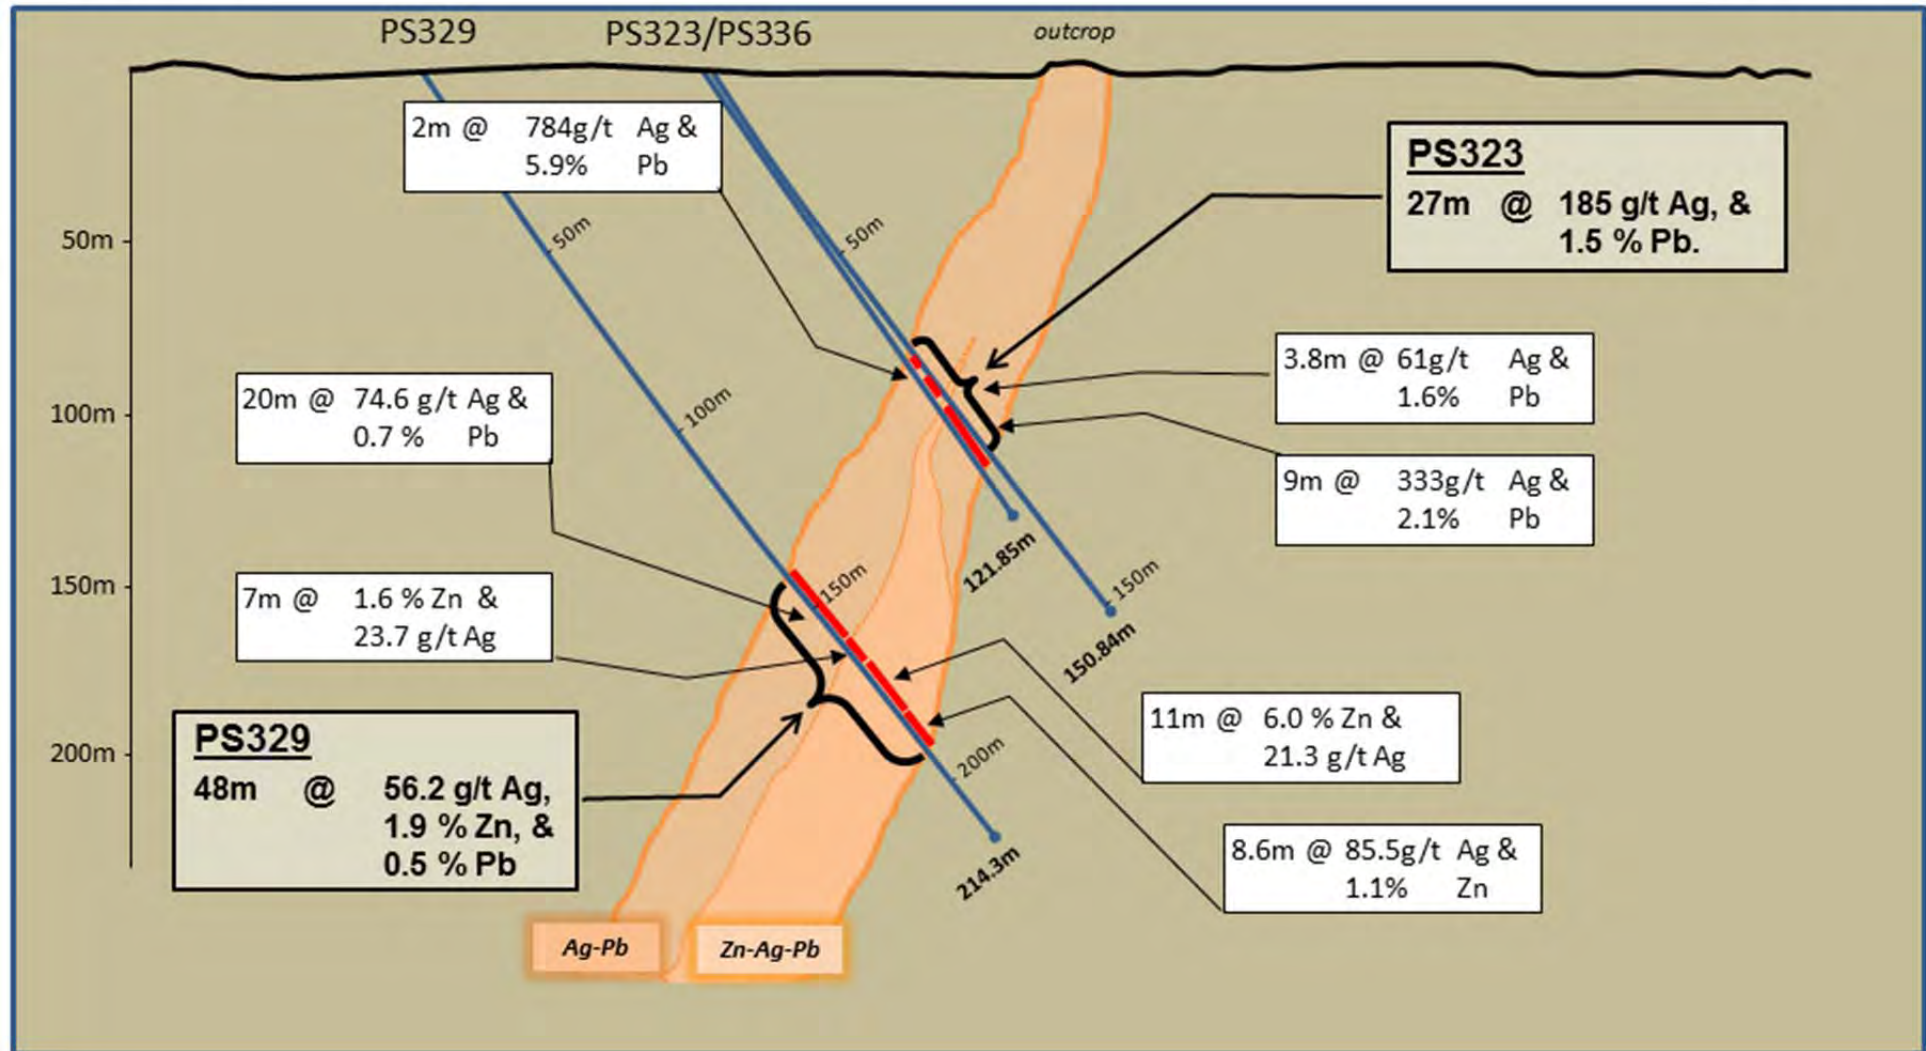 PS329
PS323/PS336
outcrop
2m @ 784g/t Ag &
5.9% Pb
PS323
27m @ 185 g/t Ag, &
1.5 % Pb.
50m
50m
50m
3.8m @ 61g/t Ag &
1.6% Pb
20m @ 74.6 g/t Ag &
0.7 % Pb
100m
100m
9m @ 333g/t Ag &
2.1% Pb
121.85m
150m
150m
150m
7m @ 1.6 % Zn &
23.7 g/t Ag
150.84m
11m @ 6.0 % Zn &
21.3 g/t Ag
PS329
48m @ 56.2 g/t Ag,
1.9 % Zn, &
0.5 % Pb
200m
200m
214.3m
8.6m @ 85.5g/t Ag &
1.1% Zn
Ag-Pb
Zn-Ag-Pb